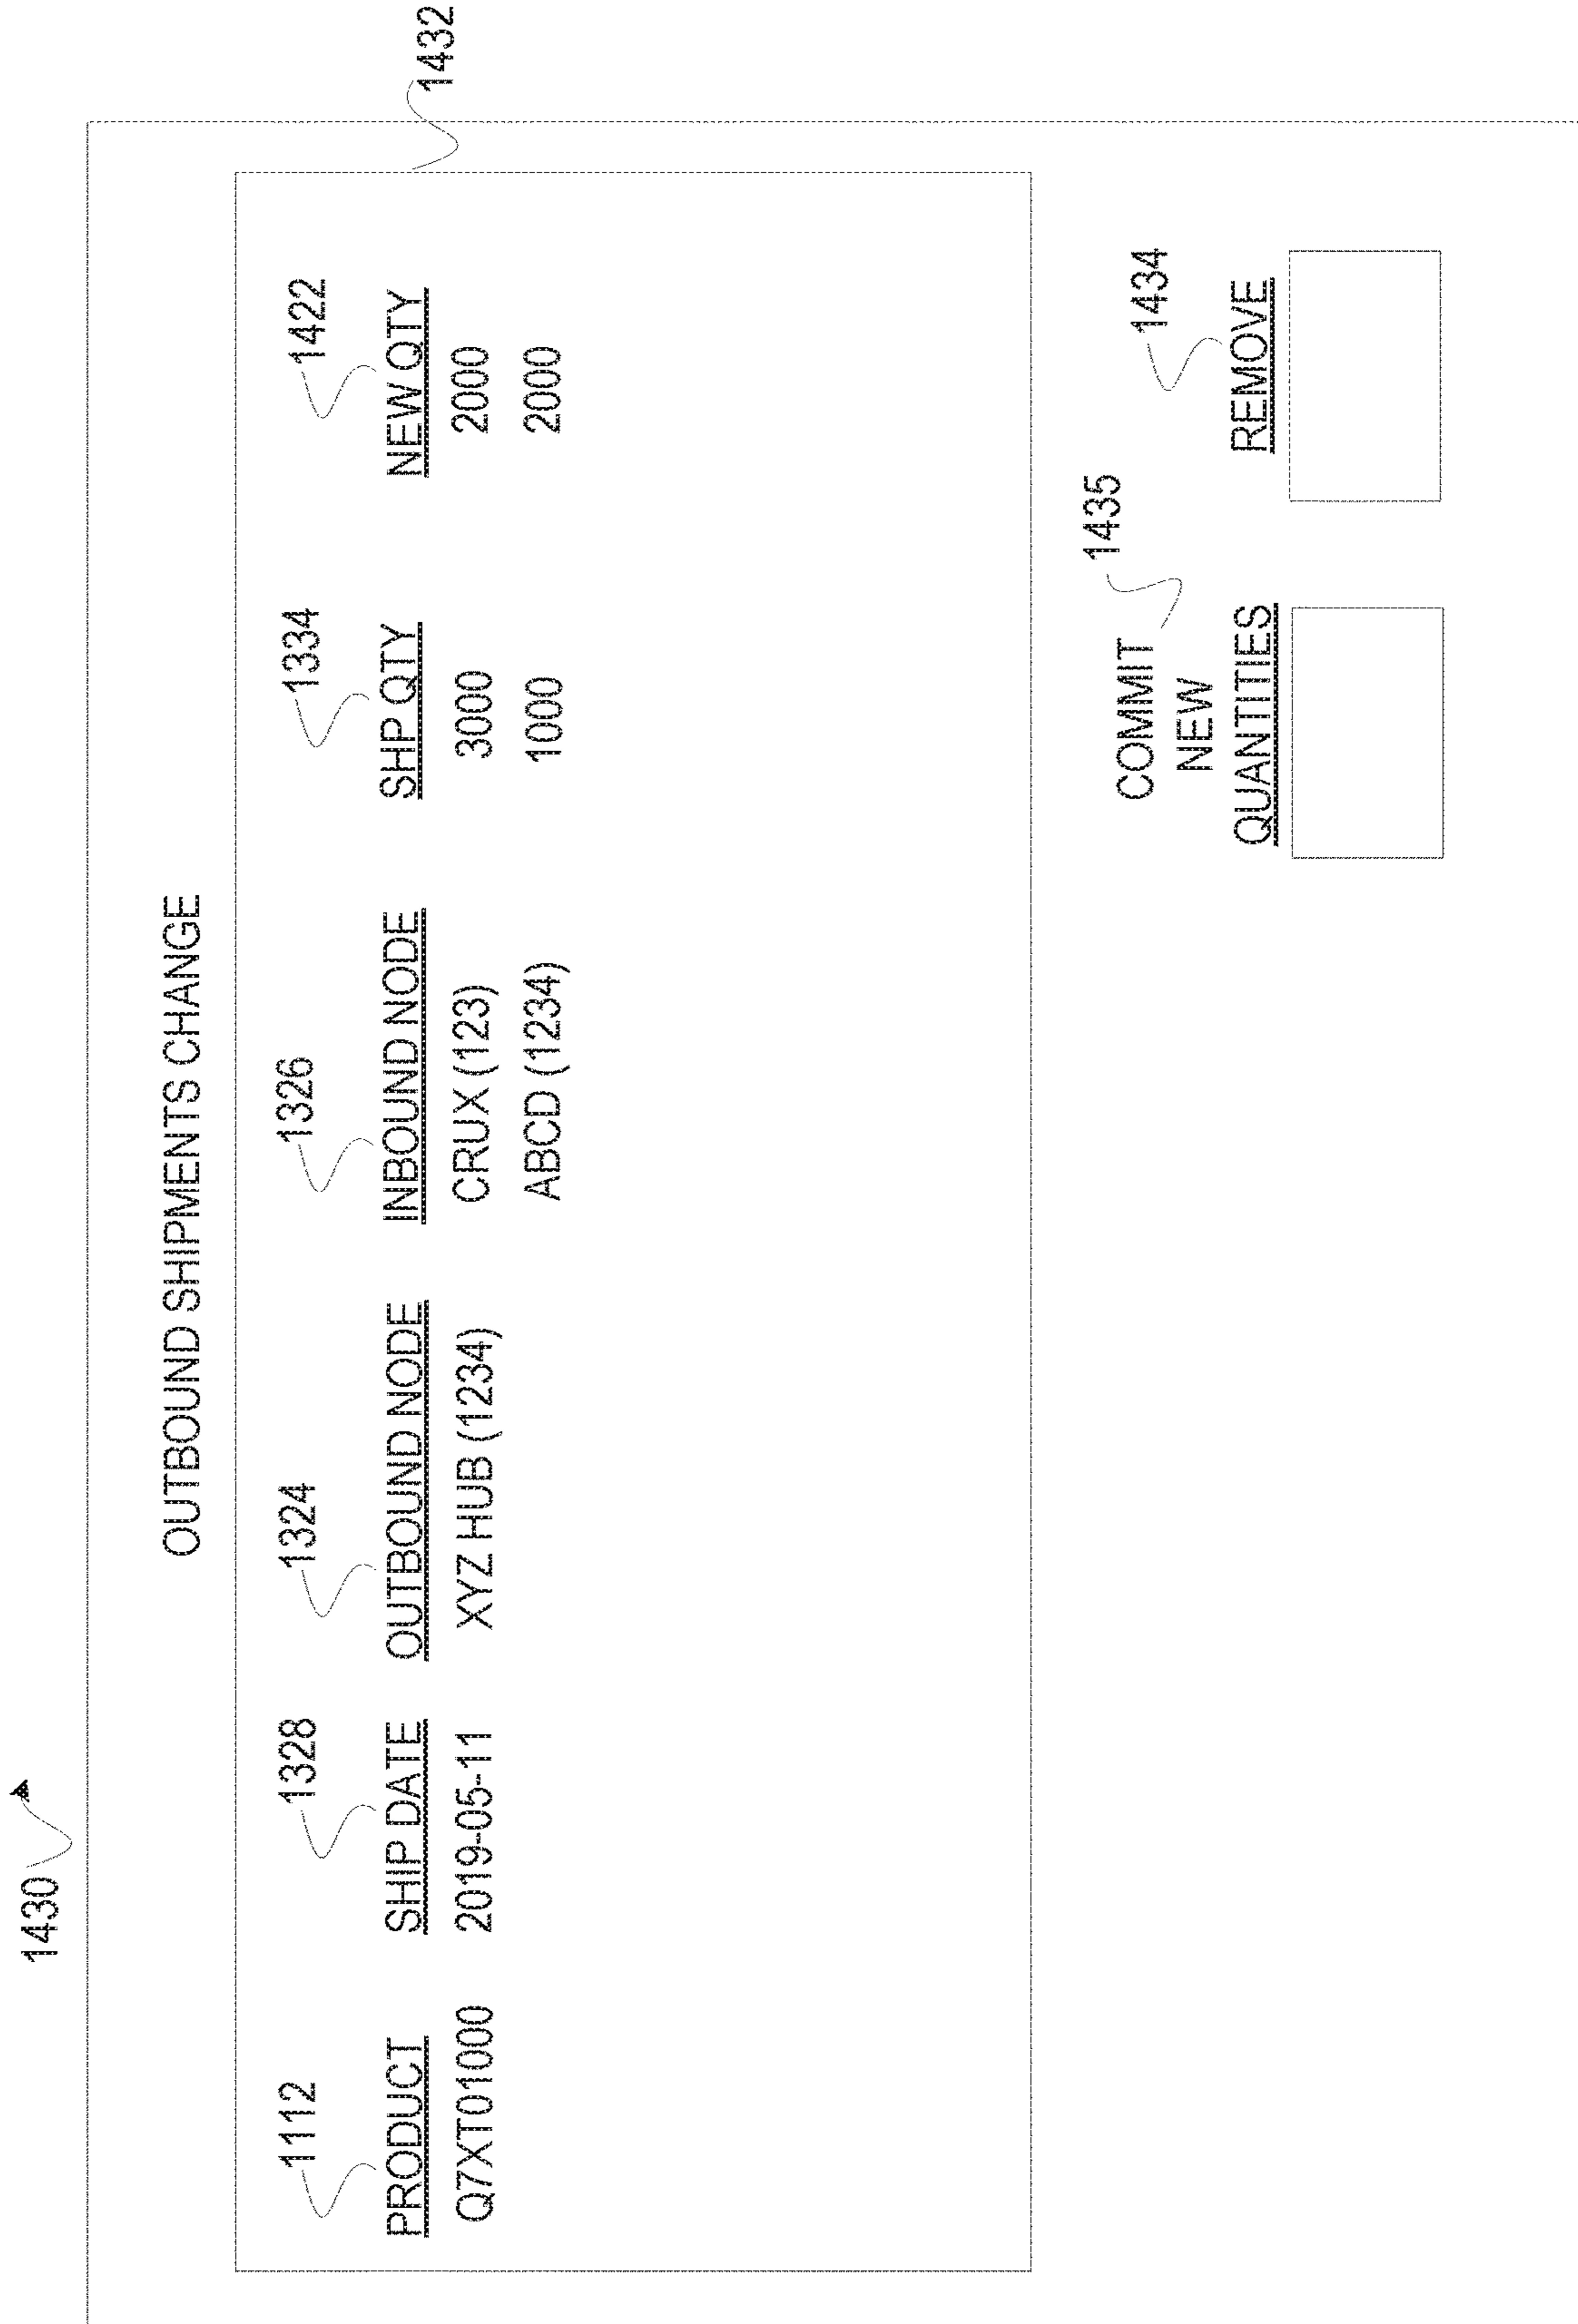 1430
OUTBOUND SHIPMENTS CHANGE
1432
1112 1328 1324 1326 1334 1422
PRODUCT SHIP DATE OUTBOUND NODE INBOUND NODE SHP QTY NEW QTY
Q7XT01000 2019-05-11 XYZ HUB (1234) CRUX (123) 3000 2000
ABCD (1234) 1000 2000
1435 1434
COMMIT
NEW
QUANTITIES REMOVE